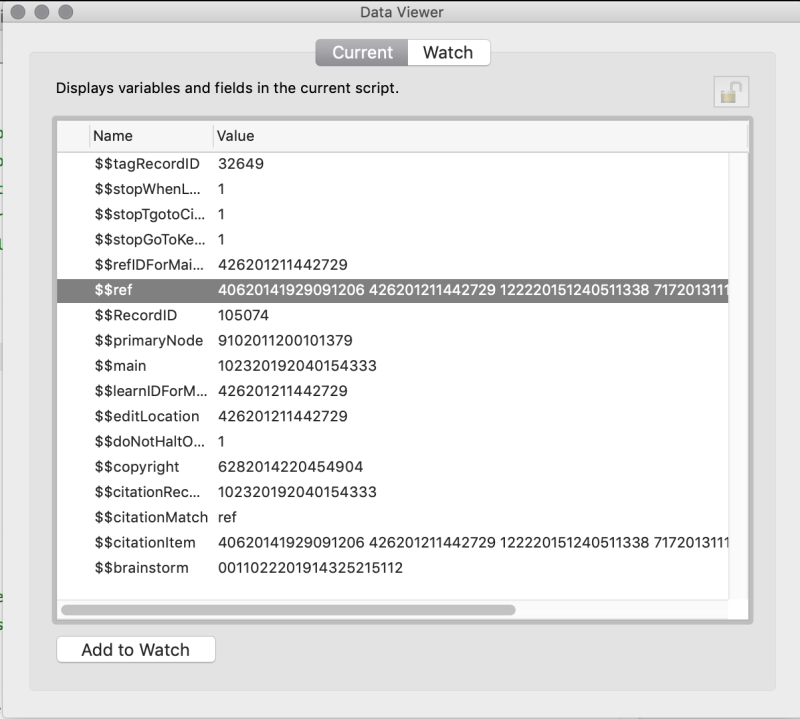 Data Viewer
Current Watch
Displays variables and fields in the current script.
Name Value
$$tagRecordID 32649
$$stopWhenL... 1
$$stopTgotoCi... 1
$$stopGoToKe... 1
$$refIDForMai... 426201211442729
$$ref 40620141929091206 426201211442729 122220151240511338 7172013111
$$RecordID 105074
$$primaryNode 9102011200101379
$$main 102320192040154333
$$learnIDForM... 426201211442729
$$editLocation 426201211442729
$$doNotHaltO... 1
$$copyright 6282014220454904
$$citationRec... 102320192040154333
$$citationMatch ref
$$citationItem 40620141929091206 426201211442729 122220151240511338 7172013111
$$brainstorm 0011022201914325215112
Add to Watch